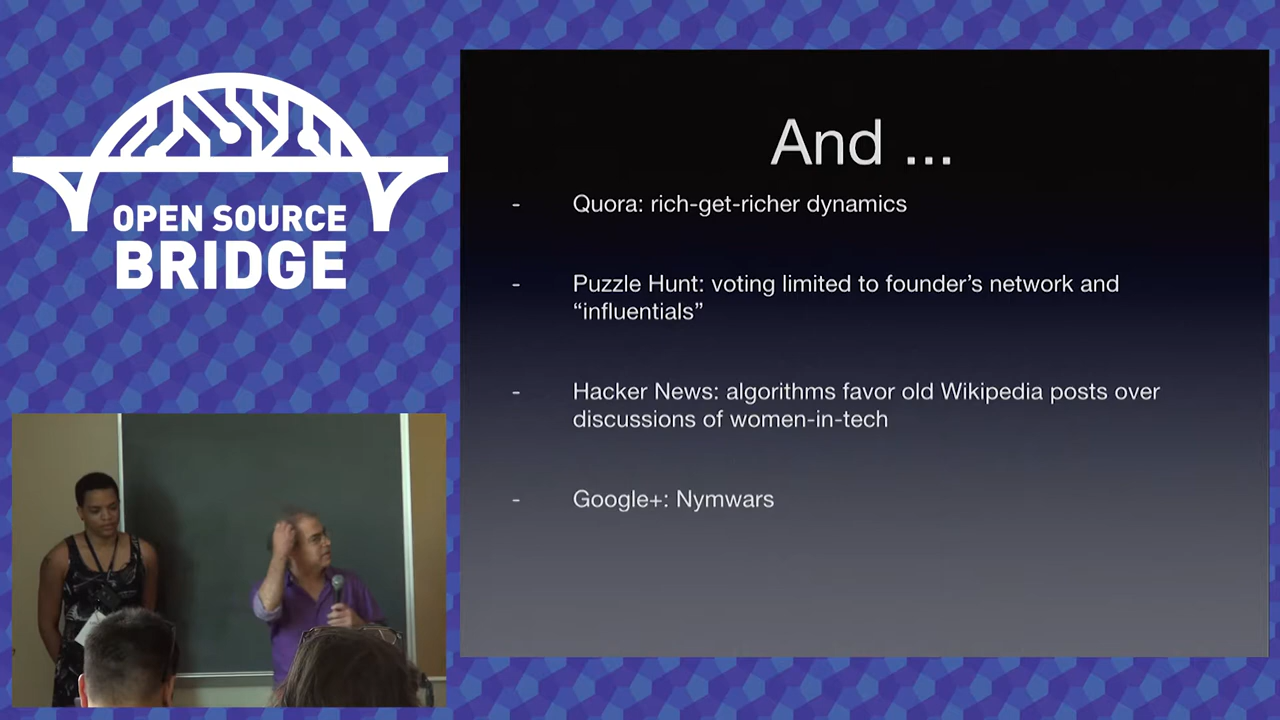 OPEN SOURCE
BRIDGE
And ...
- Quora: rich-get-richer dynamics
- Puzzle Hunt: voting limited to founder’s network and
“influentials”
- Hacker News: algorithms favor old Wikipedia posts over
discussions of women-in-tech
- Google+: Nymwars